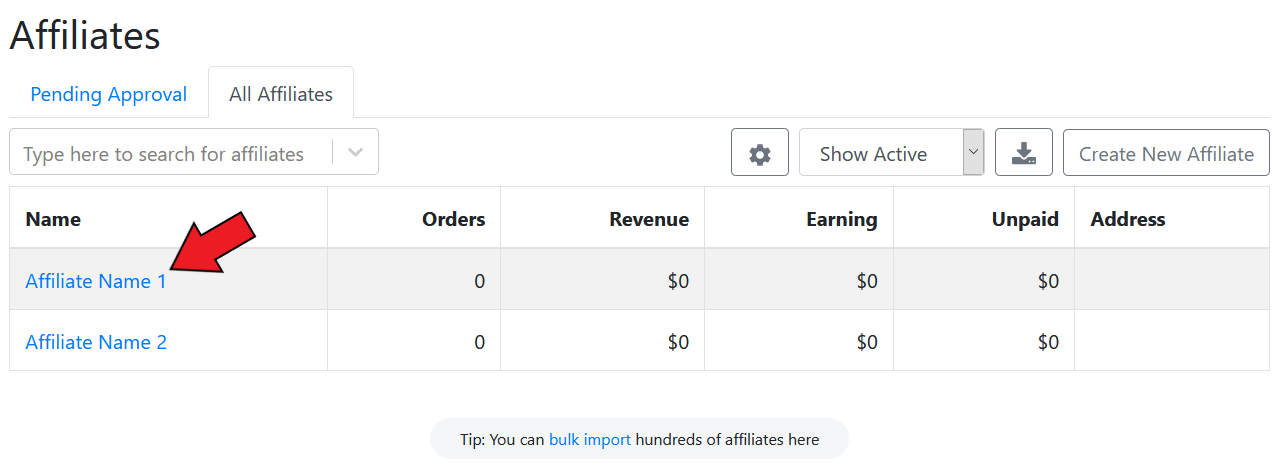 Affiliates
Pending Approval All Affiliates
Type here to search for affiliates Show Active Create New Affiliate
Name Orders Revenue Earning Unpaid Address
Affiliate Name 1 0 $0 $0 $0
Affiliate Name 2 0 $0 $0 $0
Tip: You can bulk import hundreds of affiliates here